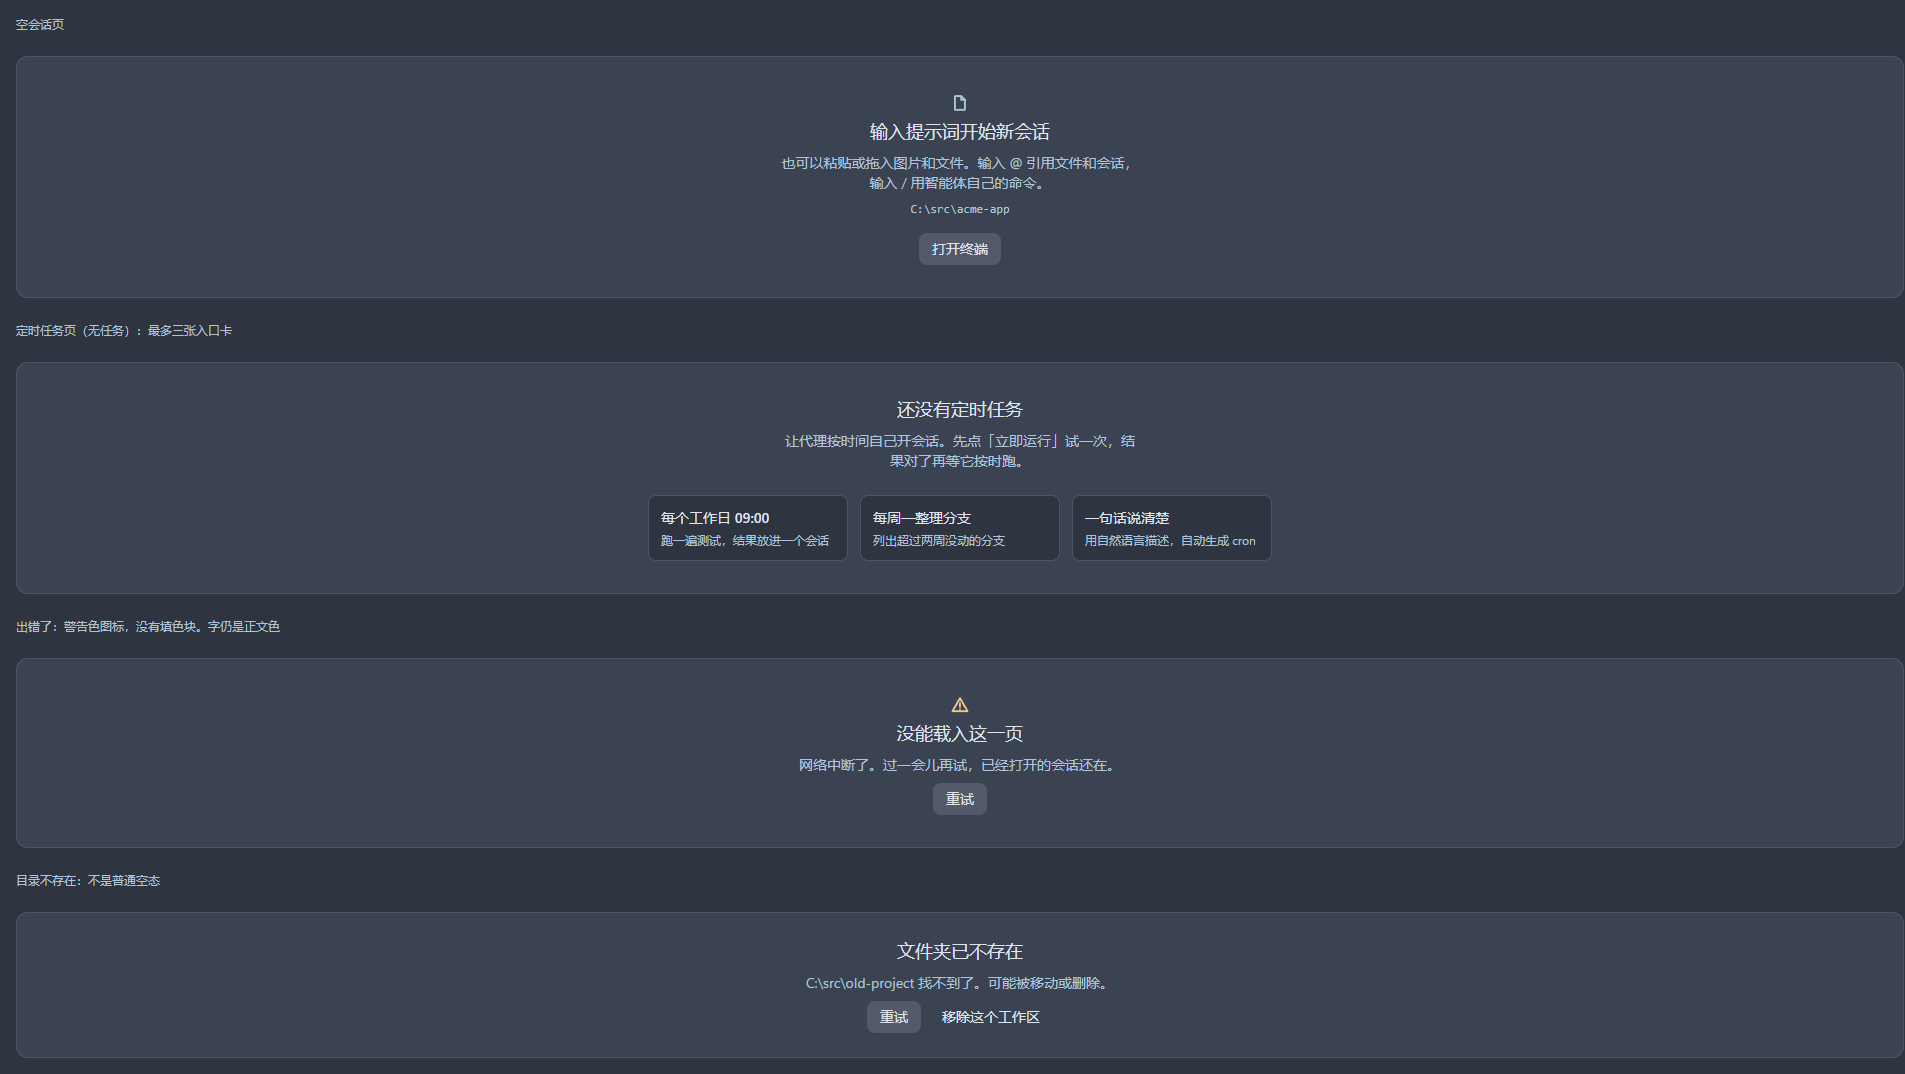 空会话页
输入提示词开始新会话
也可以粘贴或拖入图片和文件。输入 @ 引用文件和会话，
输入 / 用智能体自己的命令。
C:\src\acme-app
打开终端
定时任务页（无任务）：最多三张入口卡
还没有定时任务
让代理按时间自己开会话。先点「立即运行」试一次，结
果对了再等它按时跑。
每个工作日 09:00
跑一遍测试，结果放进一个会话
每周一整理分支
列出超过两周没动的分支
一句话说清楚
用自然语言描述，自动生成 cron
出错了：警告色图标，没有填色块。字仍是正文色
没能载入这一页
网络中断了。过一会儿再试，已经打开的会话还在。
重试
目录不存在：不是普通空态
文件夹已不存在
C:\src\old-project 找不到了。可能被移动或删除。
重试 移除这个工作区